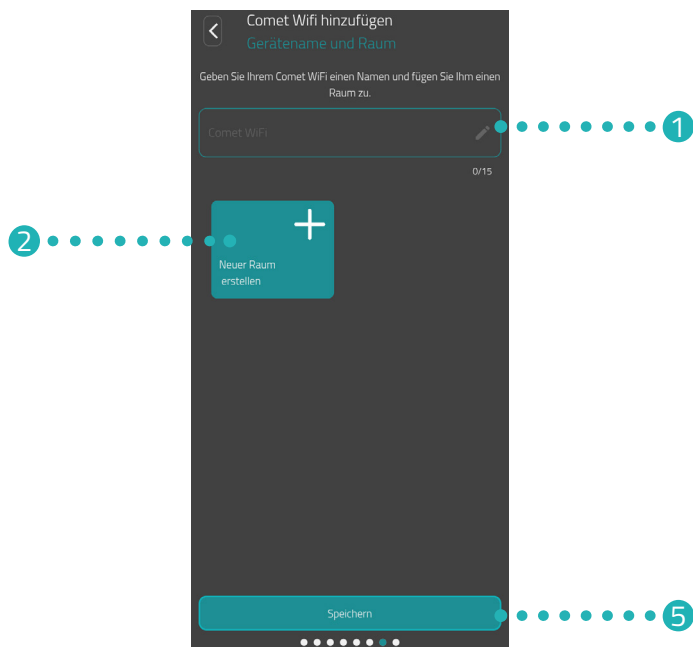 Comet Wifi hinzufügen
Gerätename und Raum
Geben Sie Ihrem Comet WiFi einen Namen und fügen Sie Ihm einen
Raum zu.
Comet WiFi
1
0/15
2
Neuer Raum
erstellen
Speichern
5